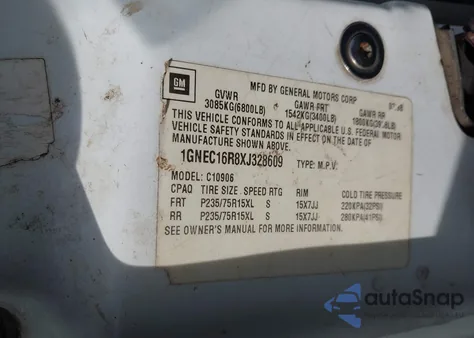 GM
MFD BY GENERAL MOTORS CORP
GVWR GAWR FRT GAWR RR
3085KG(6800LB) 1542KG(3400LB)
THIS VEHICLE CONFORMS TO ALL APPLICABLE U.S. FEDERAL MOTOR
VEHICLE SAFETY STANDARDS IN EFFECT ON THE DATE OF
MANUFACTURE SHOWN ABOVE.
1GNEC16R8XJ328609 TYPE: M.P.V.
MODEL: C10906
CPAQ TIRE SIZE SPEED RTG RIM COLD TIRE PRESSURE
FRT P235/75R15XL S 15X7JJ 220KPA(32PSI)
RR P235/75R15XL S 15X7JJ 280KPA(41PSI)
SEE OWNER'S MANUAL FOR MORE INFORMATION.
autoSnap